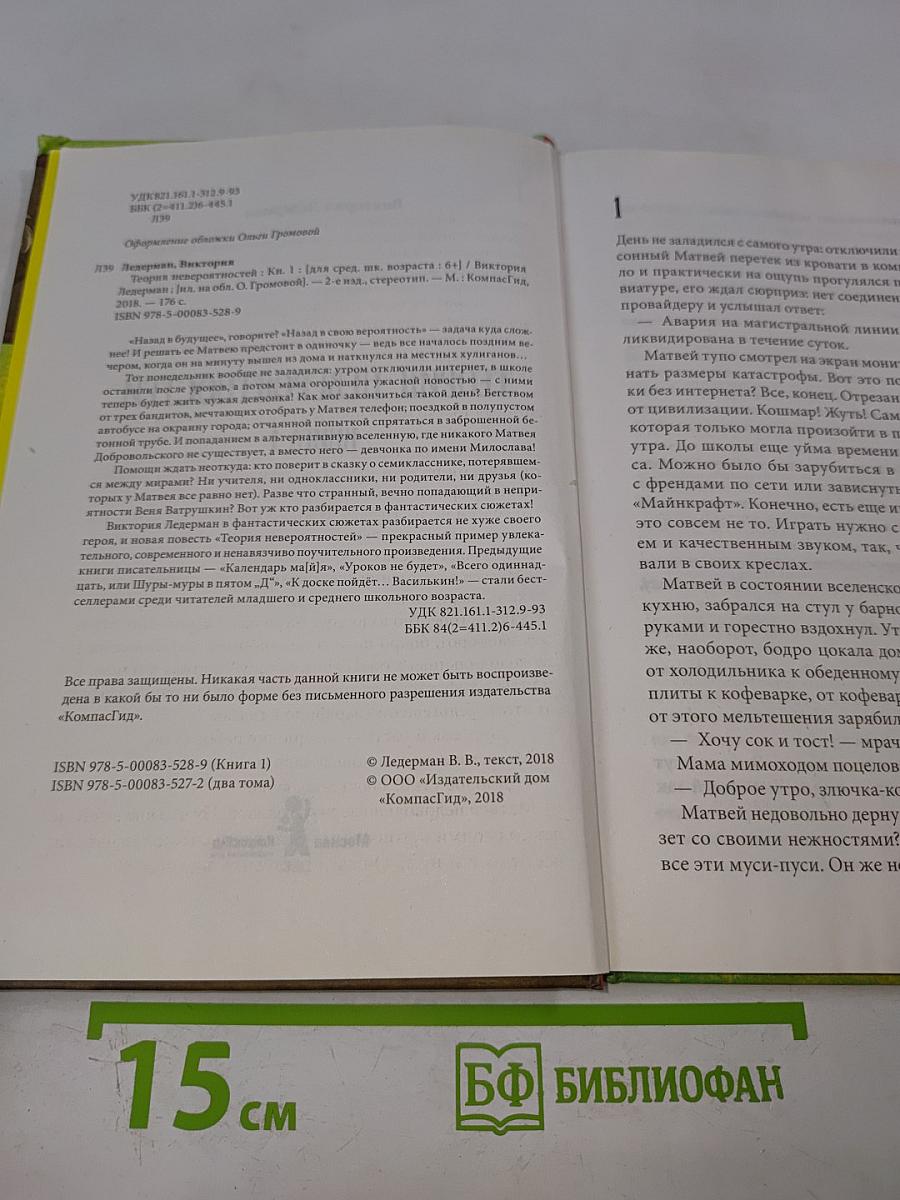 УДК 821.161.1-312.9-93
ББК (2=411.2)6-445.1
Л39
Оформление обложки Ольги Громовой
Ледерман, Виктория
Л39 Теория невероятностей : Кн. 1 : [для сред. шк. возраста : 6+] / Виктория
Ледерман ; [ил. на обл. О. Громовой]. — 2-е изд., стереотип. — М. : КомпасГид,
2018. — 176 с.
ISBN 978-5-00083-528-9
«Назад в будущее», говорите? «Назад в свою вероятность» — задача куда слож-
нее! И решать ее Матвею предстоит в одиночку — ведь все началось поздним ве-
чером, когда он на минуту вышел из дома и наткнулся на местных хулиганов…
Тот понедельник вообще не заладился: утром отключили интернет, в школе
оставили после уроков, а потом мама огорошила ужасной новостью — с ними
теперь будет жить чужая девчонка! Как мог закончиться такой день? Бегством
от трех бандитов, мечтающих отобрать у Матвея телефон; поездкой в полупустом
автобусе на окраину города; отчаянной попыткой спрятаться в заброшенной бе-
тонной трубе. И попаданием в альтернативную вселенную, где никакого Матвея
Добровольского не существует, а вместо него — девчонка по имени Милослава!
Помощи ждать неоткуда: кто поверит в сказку о семикласснике, потерявшем-
ся между мирами? Ни учителя, ни одноклассники, ни родители, ни друзья (ко-
торых у Матвея все равно нет). Разве что странный, вечно попадающий в непри-
ятности Веня Ватрушкин? Вот уж кто разбирается в фантастических сюжетах!
Виктория Ледерман в фантастических сюжетах разбирается не хуже своего
героя, и новая повесть «Теория невероятностей» — прекрасный пример увлека-
тельного, современного и ненавязчиво поучительного произведения. Предыдущие
книги писательницы — «Календарь ма[й]я», «Уроков не будет», «Всего одиннад-
цать, или Шуры-муры в пятом „Д“», «К доске пойдёт… Василькин!» — стали бест-
селлерами среди читателей младшего и среднего школьного возраста.
УДК 821.161.1-312.9-93
ББК 84(2=411.2)6-445.1
Все права защищены. Никакая часть данной книги не может быть воспроизве-
дена в какой бы то ни было форме без письменного разрешения издательства
«КомпасГид».
ISBN 978-5-00083-528-9 (Книга 1)
ISBN 978-5-00083-527-2 (два тома)
© Ледерман В. В., текст, 2018
© ООО «Издательский дом
«КомпасГид», 2018
1
День не заладился с самого утра: отключили
сонный Матвей перетек из кровати в ком
ло и практически на ощупь прогулялся п
виатуре, его ждал сюрприз: нет соединен
провайдеру и услышал ответ:
— Авария на магистральной линии
ликвидирована в течение суток.
Матвей тупо смотрел на экран монит
нать размеры катастрофы. Вот это по
ки без интернета? Все, конец. Отрезан
от цивилизации. Кошмар! Жуть! Сам
которая только могла произойти в п
утра. До школы еще уйма времени
са. Можно было бы зарубиться в
с френдами по сети или зависнуть
«Майнкрафт». Конечно, есть еще и
это совсем не то. Играть нужно с
ем и качественным звуком, так, ч
вали в своих креслах.
Матвей в состоянии вселенско
кухню, забрался на стул у барно
руками и горестно вздохнул. Ут
же, наоборот, бодро цокала до
от холодильника к обеденному
плиты к кофеварке, от кофевар
от этого мельтешения зарябил
— Хочу сок и тост! — мрач
Мама мимоходом поцелов
— Доброе утро, злючка-ко
Матвей недовольно дерну
зет со своими нежностями?
все эти муси-пуси. Он же не
15 см
БФ БИБЛИОФАН